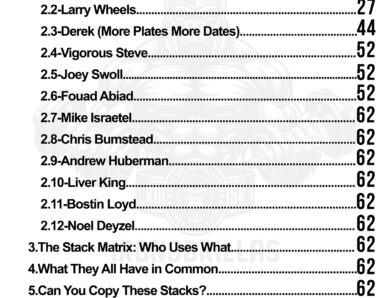 2.2-Larry Wheels 27
2.3-Derek (More Plates More Dates) 44
2.4-Vigorous Steve 52
2.5-Joey Swoll 52
2.6-Fouad Abiad 52
2.7-Mike Israetel 62
2.8-Chris Bumstead 62
2.9-Andrew Huberman 62
2.10-Liver King 62
2.11-Bostin Loyd 62
2.12-Noel Deyzel 62
3.The Stack Matrix: Who Uses What 62
IRONGORILLAS
4.What They All Have in Common 62
5.Can You Copy These Stacks? 62